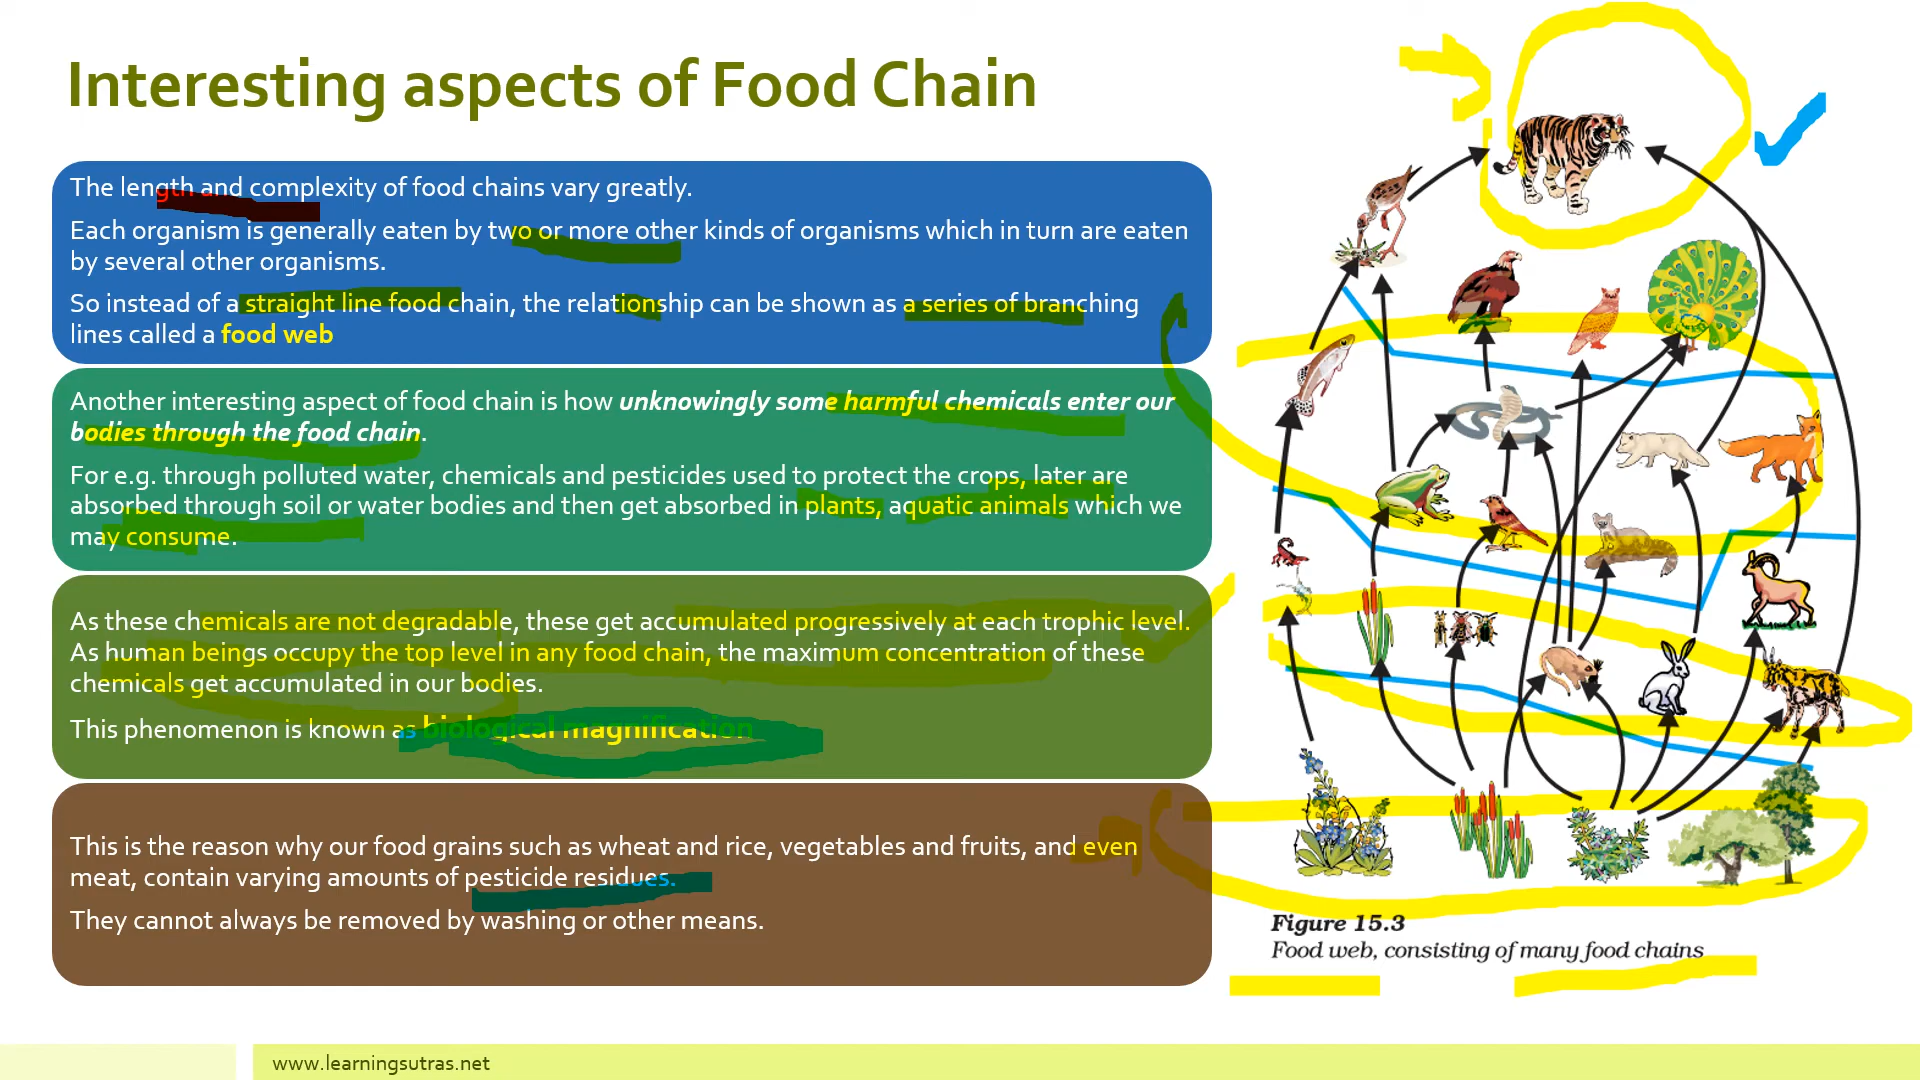 Interesting aspects of Food Chain
The length and complexity of food chains vary greatly.
Each organism is generally eaten by two or more other kinds of organisms which in turn are eaten
by several other organisms.
So instead of a straight line food chain, the relationship can be shown as a series of branching
lines called a food web
Another interesting aspect of food chain is how unknowingly some harmful chemicals enter our
bodies through the food chain.
For e.g. through polluted water, chemicals and pesticides used to protect the crops, later are
absorbed through soil or water bodies and then get absorbed in plants, aquatic animals which we
may consume.
As these chemicals are not degradable, these get accumulated progressively at each trophic level.
As human beings occupy the top level in any food chain, the maximum concentration of these
chemicals get accumulated in our bodies.
This phenomenon is known as biological magnification
This is the reason why our food grains such as wheat and rice, vegetables and fruits, and even
meat, contain varying amounts of pesticide residues.
They cannot always be removed by washing or other means.
Figure 15.3
Food web, consisting of many food chains
www.learningsutras.net